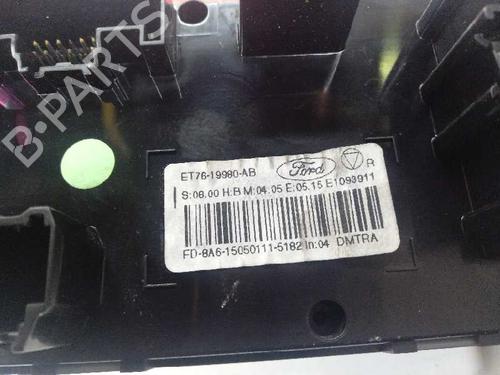 B-PARTS
ET76-19980-AB
Ford
R
S:08.00 H:B M:04.05 E:05.15 E1093911
FD-8A6-15050111-5182 In:04 DMTRA